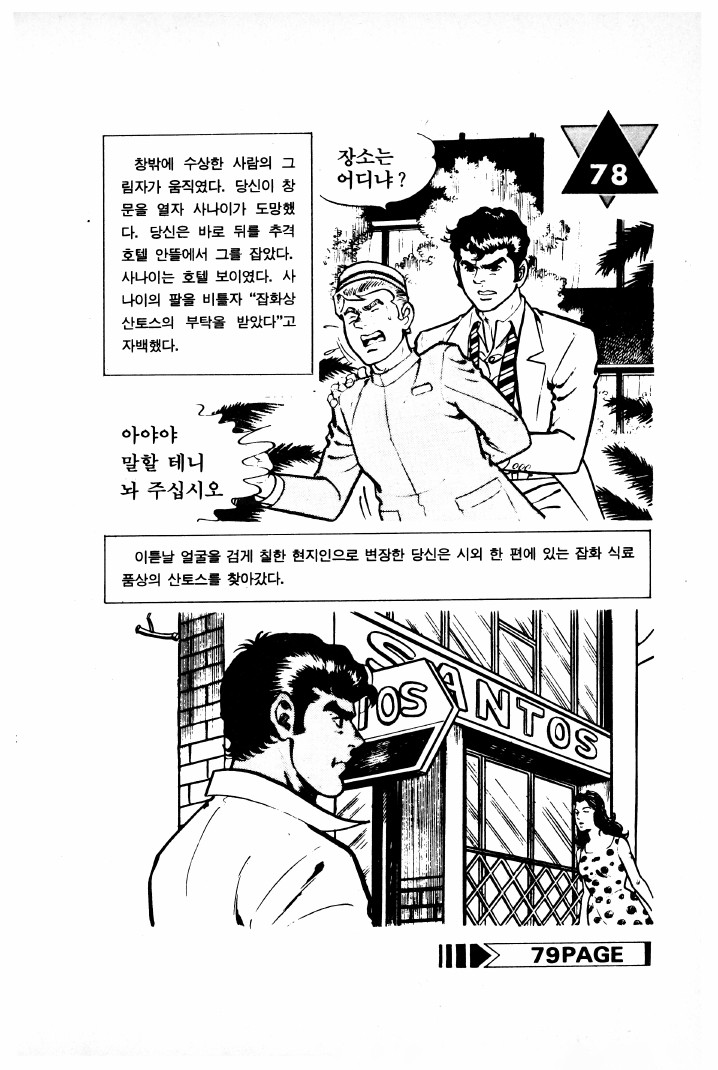 78
창밖에 수상한 사람의 그
림자가 움직였다. 당신이 창
문을 열자 사나이가 도망했
다. 당신은 바로 뒤를 추격
호텔 안뜰에서 그를 잡았다.
사나이는 호텔 보이였다. 사
나이의 팔을 비틀자 “잡화상
산토스의 부탁을 받았다”고
자백했다.
장소는
어디냐?
아야야
말할 테니
놔 주십시오
이튿날 얼굴을 검게 칠한 현지인으로 변장한 당신은 시외 한 편에 있는 잡화 식료
품상의 산토스를 찾아갔다.
TOS
SANTOS
79PAGE